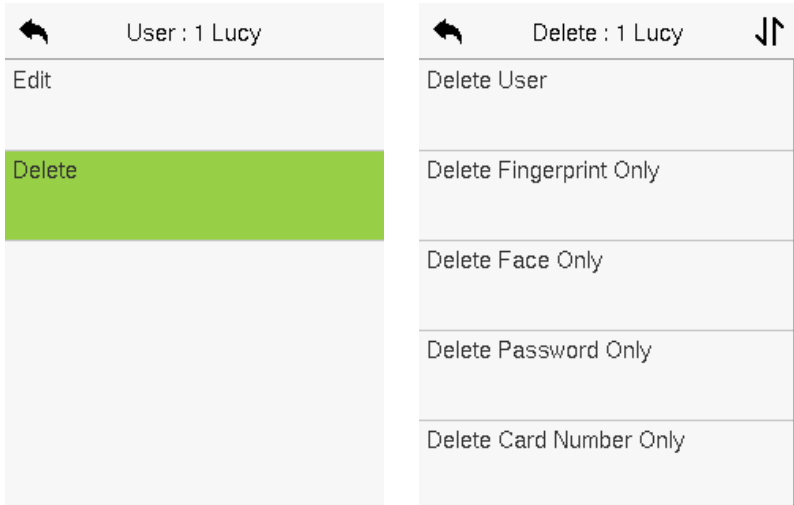 User : 1 Lucy
Edit
Delete
Delete : 1 Lucy
Delete User
Delete Fingerprint Only
Delete Face Only
Delete Password Only
Delete Card Number Only